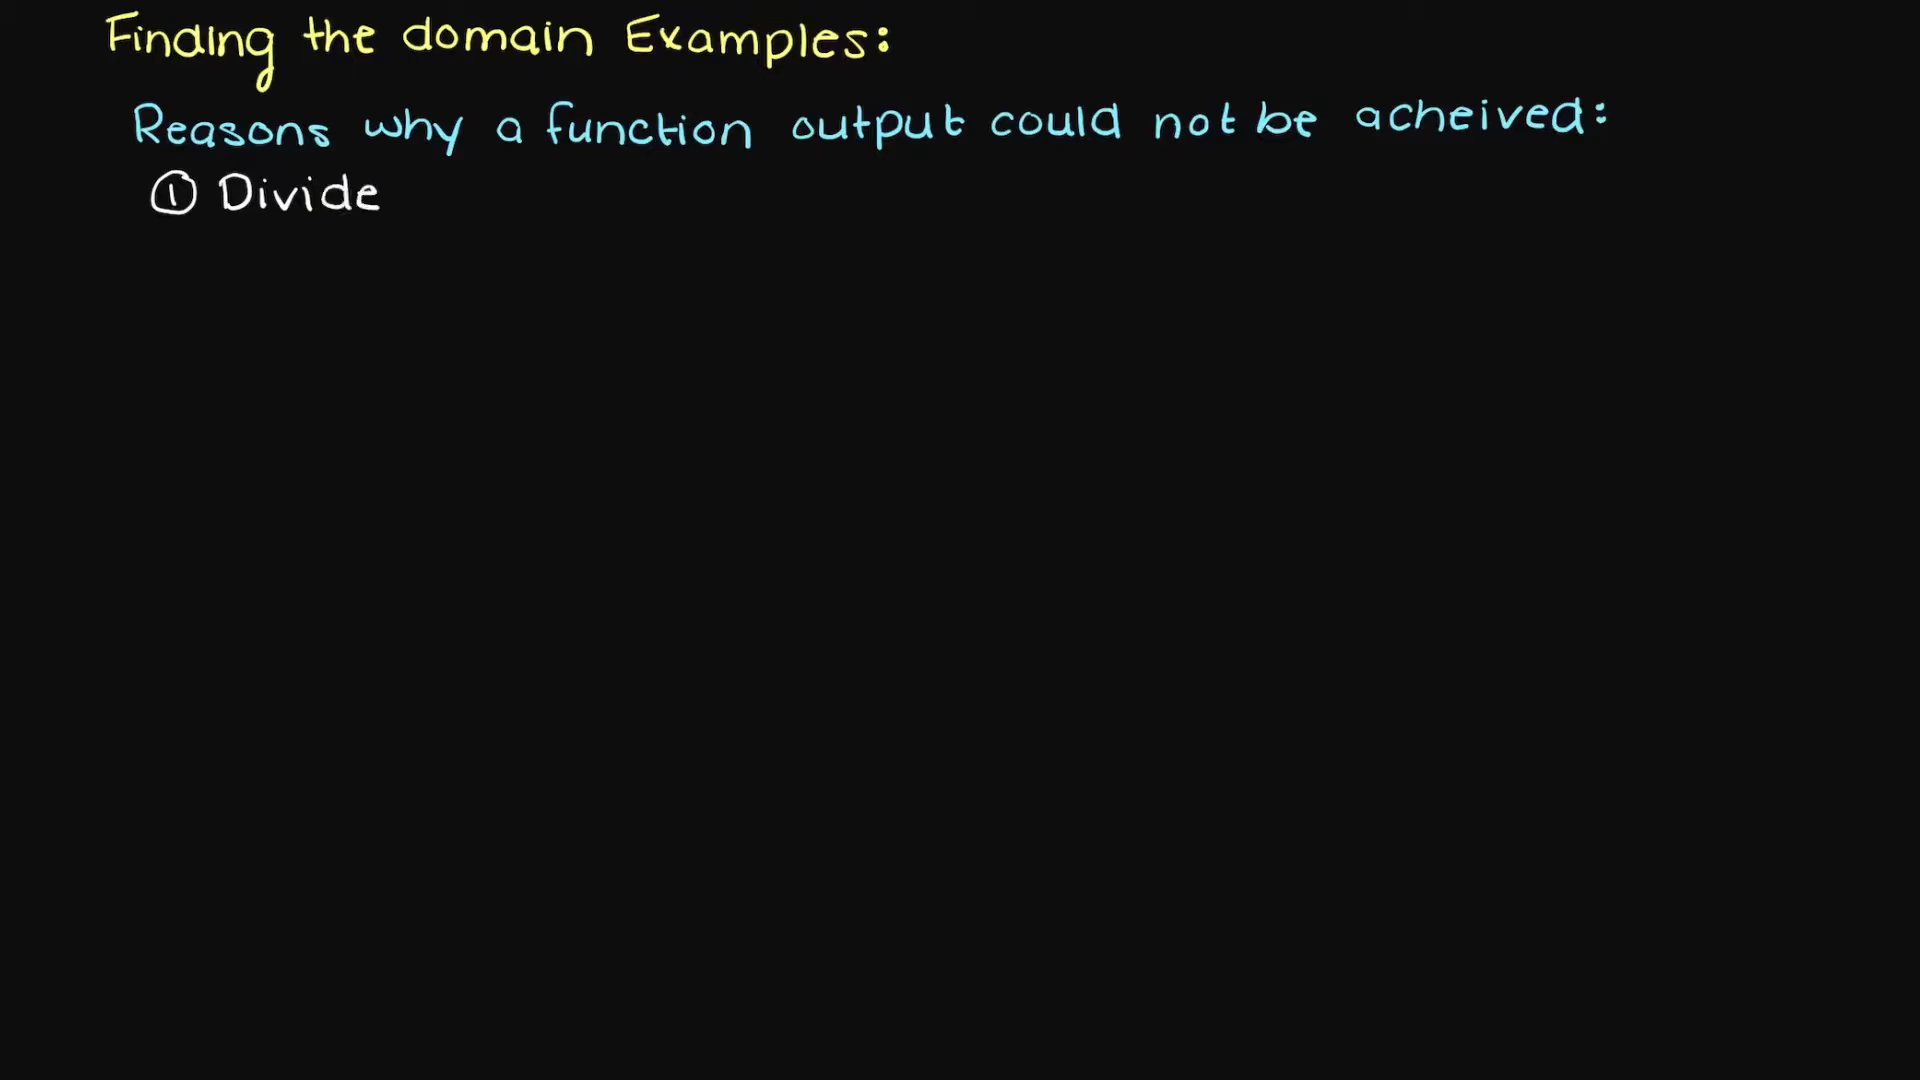 Finding the domain Examples:
Reasons why a function output could not be acheived:
① Divide